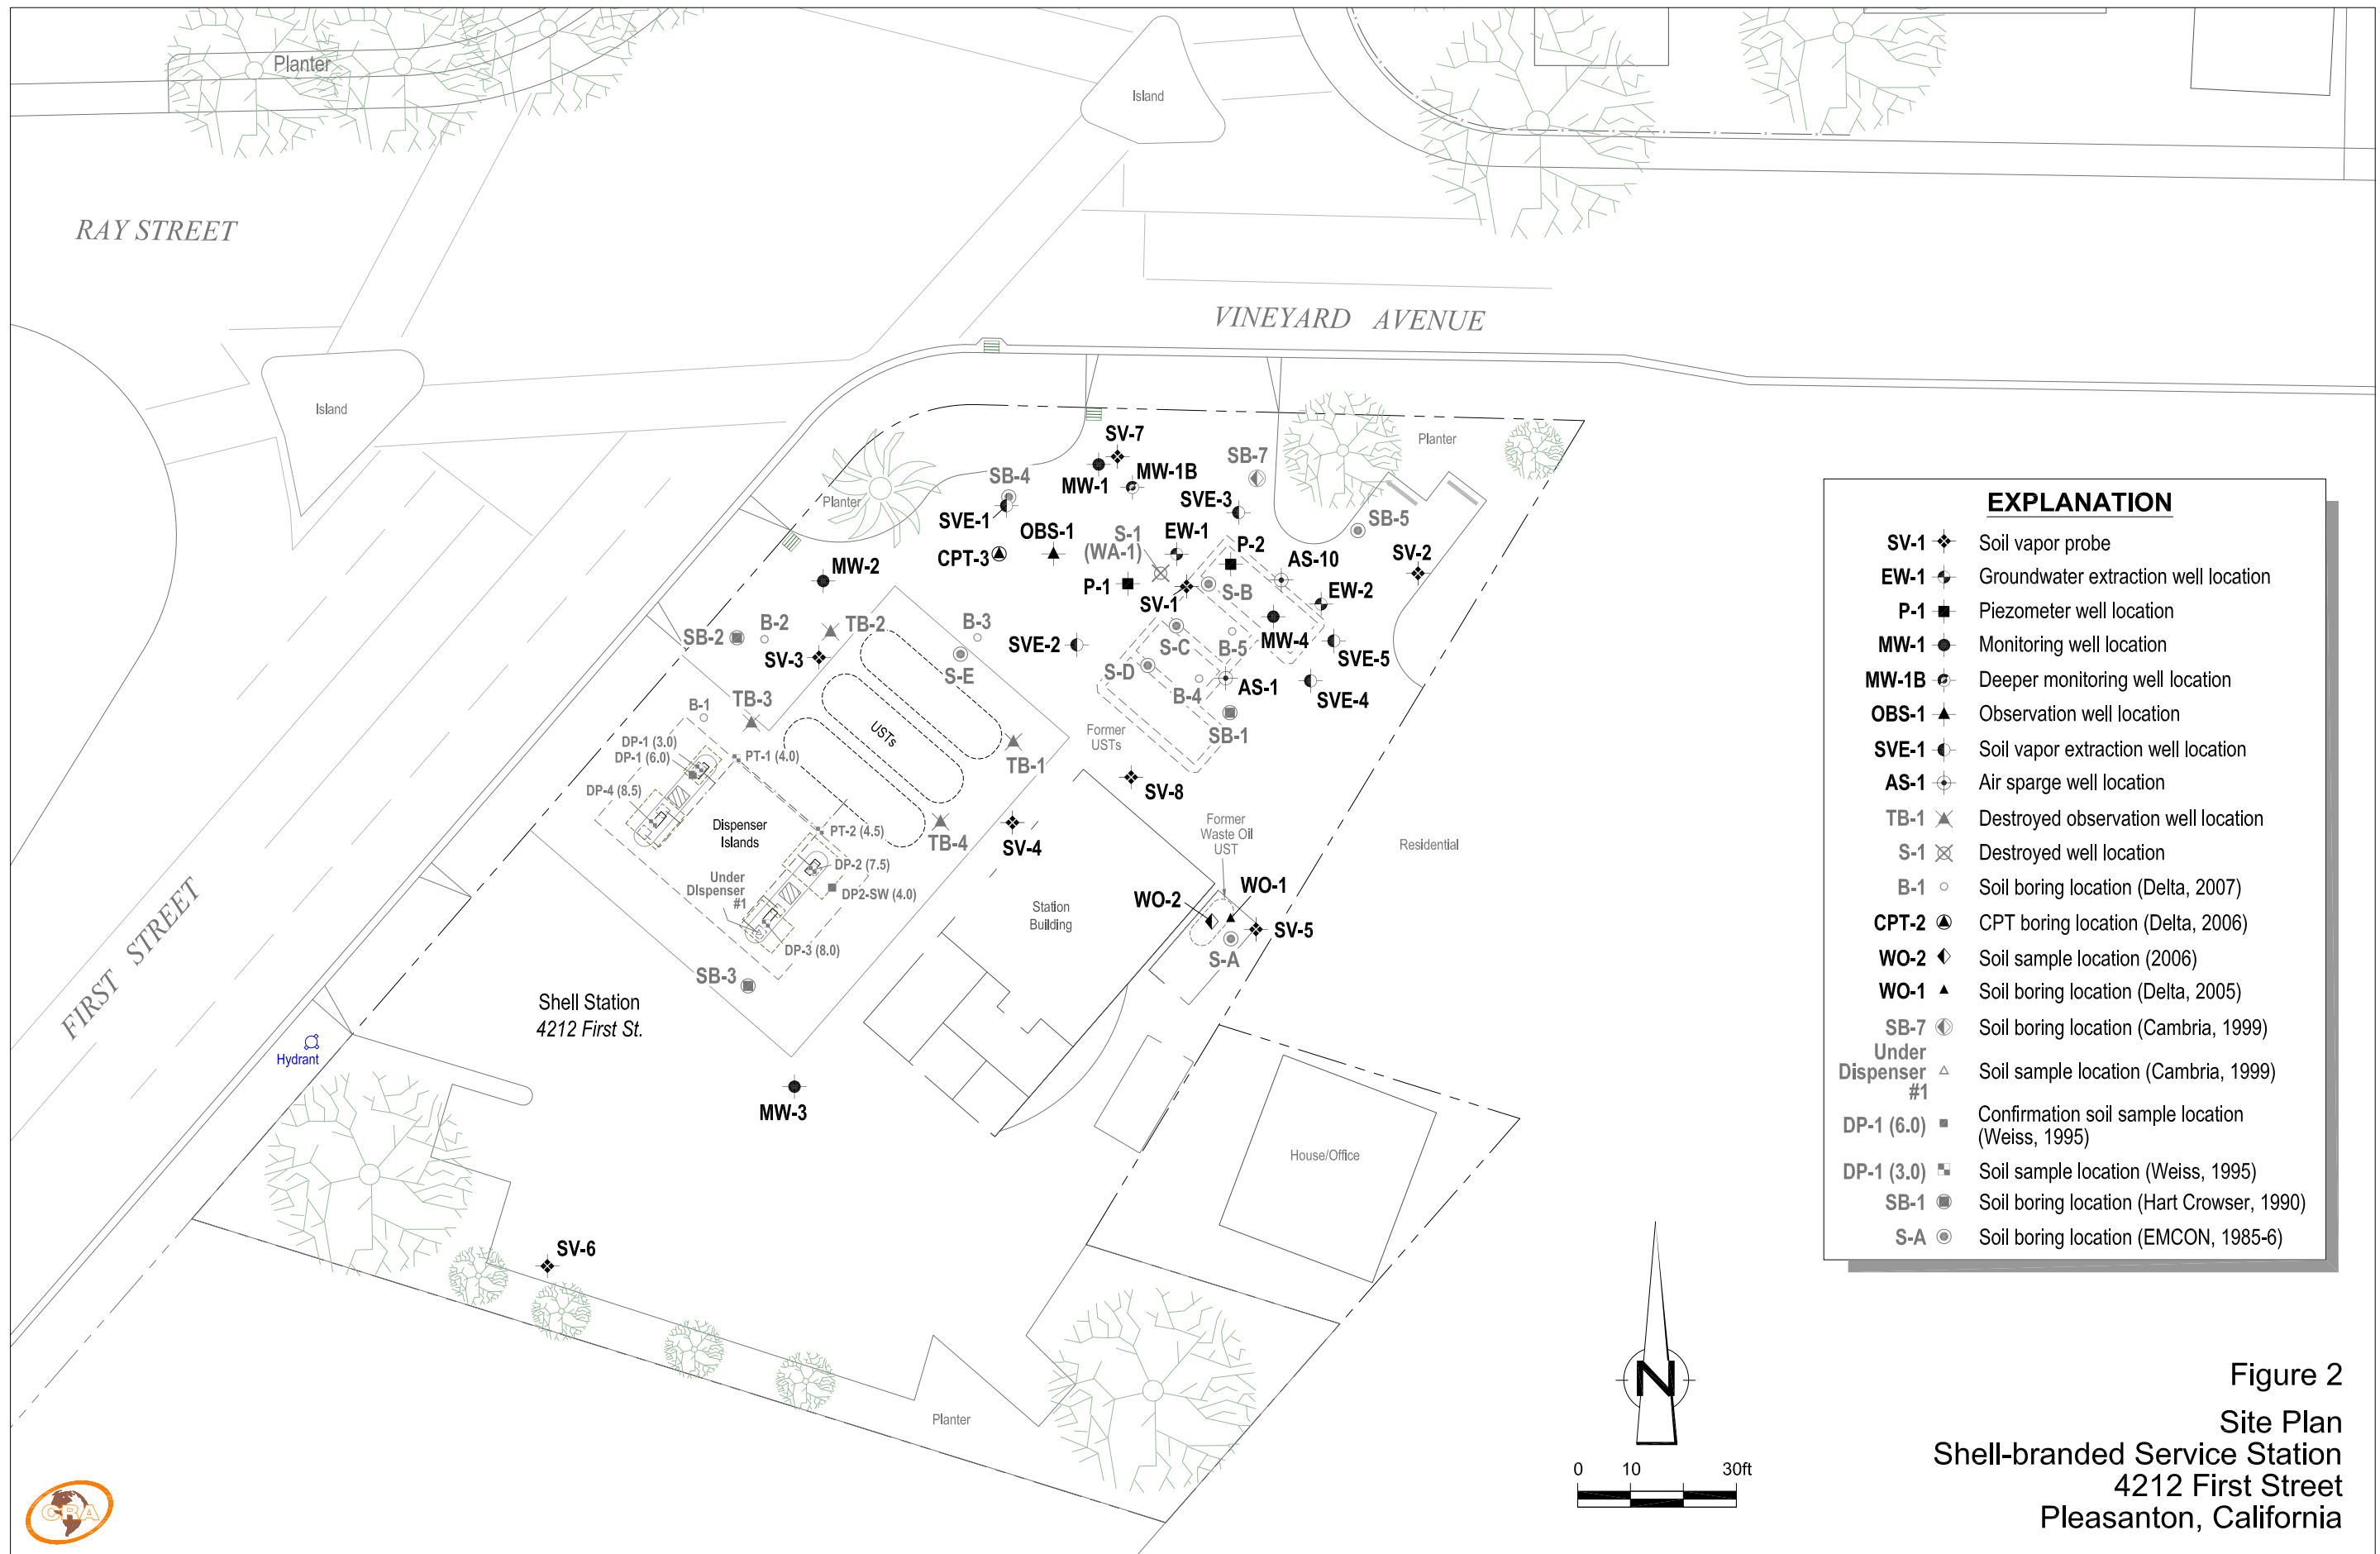 Planter
Island
RAY STREET
VINEYARD AVENUE
Island
Planter
SV-7
SB-7
MW-1B
MW-1
SB-4
SVE-3
Planter
SVE-1
OBS-1
S-1
(WA-1)
EW-1
P-2
SB-5
CPT-3
AS-10
SV-2
MW-2
P-1
SV-1
S-B
EW-2
SB-2
B-2
TB-2
B-3
SVE-2
S-C
B-5
MW-4
SV-3
SVE-5
S-E
S-D
TB-3
B-4
AS-1
SVE-4
B-1
USTs
Former
USTs
SB-1
DP-1 (3.0)
DP-1 (6.0)
PT-1 (4.0)
TB-1
DP-4 (8.5)
SV-8
Dispenser
Islands
PT-2 (4.5)
TB-4
SV-4
Former
Waste Oil
UST
Residential
DP-2 (7.5)
Under
DIspenser
#1
DP2-SW (4.0)
WO-1
WO-2
Station
Building
SV-5
DP-3 (8.0)
S-A
SB-3
FIRST STREET
Shell Station
4212 First St.
Hydrant
MW-3
House/Office
SV-6
Planter
EXPLANATION
SV-1 Soil vapor probe
EW-1 Groundwater extraction well location
P-1 Piezometer well location
MW-1 Monitoring well location
MW-1B Deeper monitoring well location
OBS-1 Observation well location
SVE-1 Soil vapor extraction well location
AS-1 Air sparge well location
TB-1 Destroyed observation well location
S-1 Destroyed well location
B-1 Soil boring location (Delta, 2007)
CPT-2 CPT boring location (Delta, 2006)
WO-2 Soil sample location (2006)
WO-1 Soil boring location (Delta, 2005)
SB-7 Soil boring location (Cambria, 1999)
Under
Dispenser Soil sample location (Cambria, 1999)
#1
DP-1 (6.0) Confirmation soil sample location
(Weiss, 1995)
DP-1 (3.0) Soil sample location (Weiss, 1995)
SB-1 Soil boring location (Hart Crowser, 1990)
S-A Soil boring location (EMCON, 1985-6)
N
0 10 30ft
Figure 2
Site Plan
Shell-branded Service Station
4212 First Street
Pleasanton, California
CRA